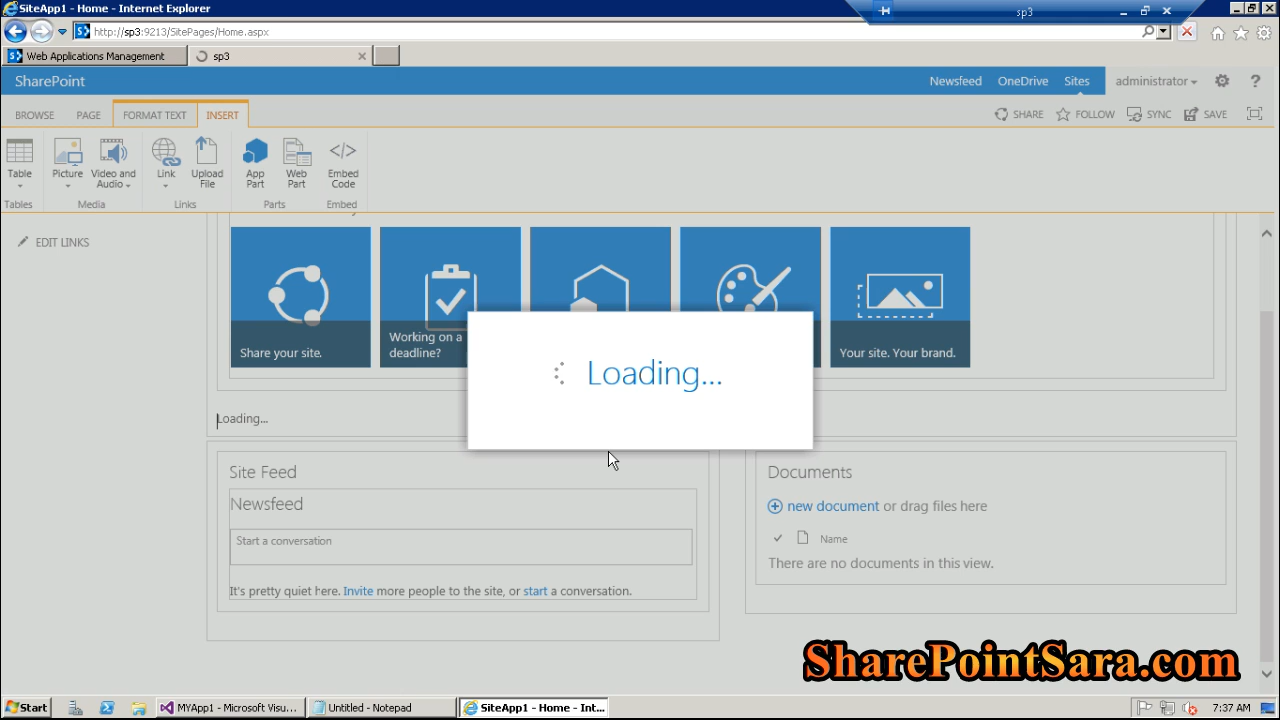 SiteApp1 - Home - Internet Explorer
sp3
http://sp3:9213/SitePages/Home.aspx
Web Applications Management
sp3
SharePoint
Newsfeed OneDrive Sites administrator
BROWSE PAGE FORMAT TEXT INSERT
SHARE FOLLOW SYNC SAVE
Table Picture Video and Audio Link Upload File App Part Web Part Embed Code
Tables Media Links Parts Embed
EDIT LINKS
Share your site.
Working on a
deadline?
Your site. Your brand.
Loading...
Loading...
Site Feed
Newsfeed
Start a conversation
It's pretty quiet here. Invite more people to the site, or start a conversation.
Documents
new document or drag files here
Name
There are no documents in this view.
SharePointSara.com
Start
MYApp1 - Microsoft Visu...
Untitled - Notepad
SiteApp1 - Home - Int...
7:37 AM